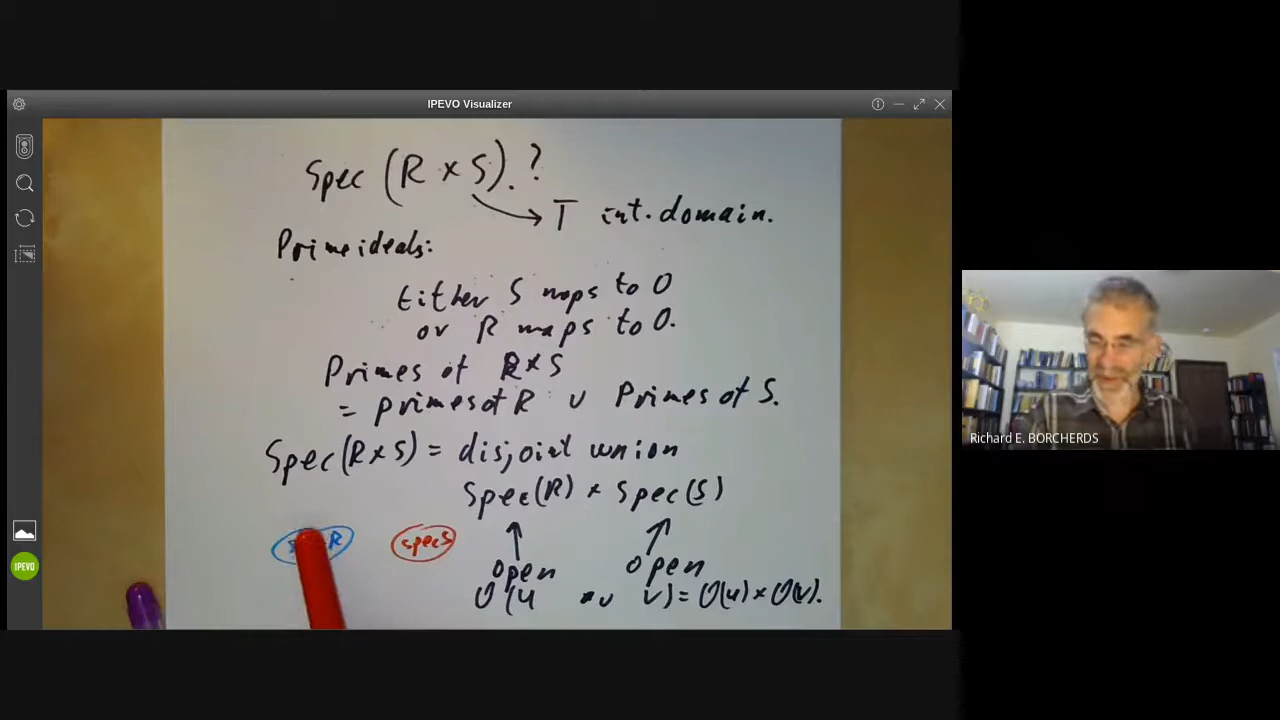 IPEVO Visualizer
Spec (R × S).?
→ T int. domain.
Prime ideals:
Either S maps to 0
or R maps to 0.
Primes of R×S
= primes of R ∪ Primes of S.
Spec(R×S) = disjoint union
Spec(R) × Spec(S)
R spec S
open open
O(U ∪ V) = O(U) × O(V).
IPEVO
Richard E. BORCHERDS